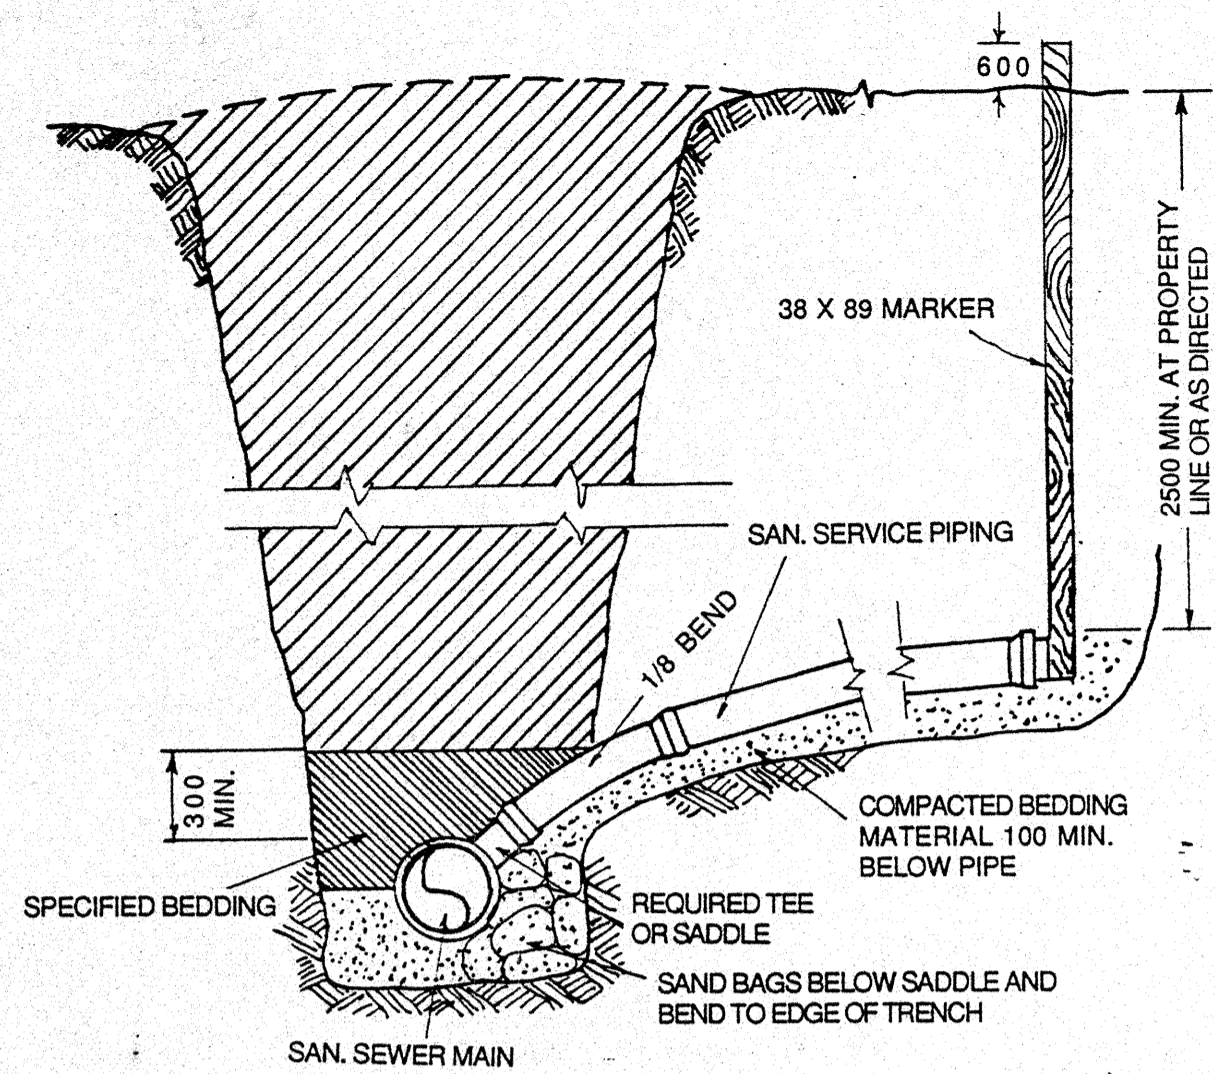 600
38 X 89 MARKER
2500 MIN. AT PROPERTY
LINE OR AS DIRECTED
SAN. SERVICE PIPING
1/8 BEND
300
MIN.
COMPACTED BEDDING
MATERIAL 100 MIN.
BELOW PIPE
SPECIFIED BEDDING
REQUIRED TEE
OR SADDLE
SAND BAGS BELOW SADDLE AND
BEND TO EDGE OF TRENCH
SAN. SEWER MAIN